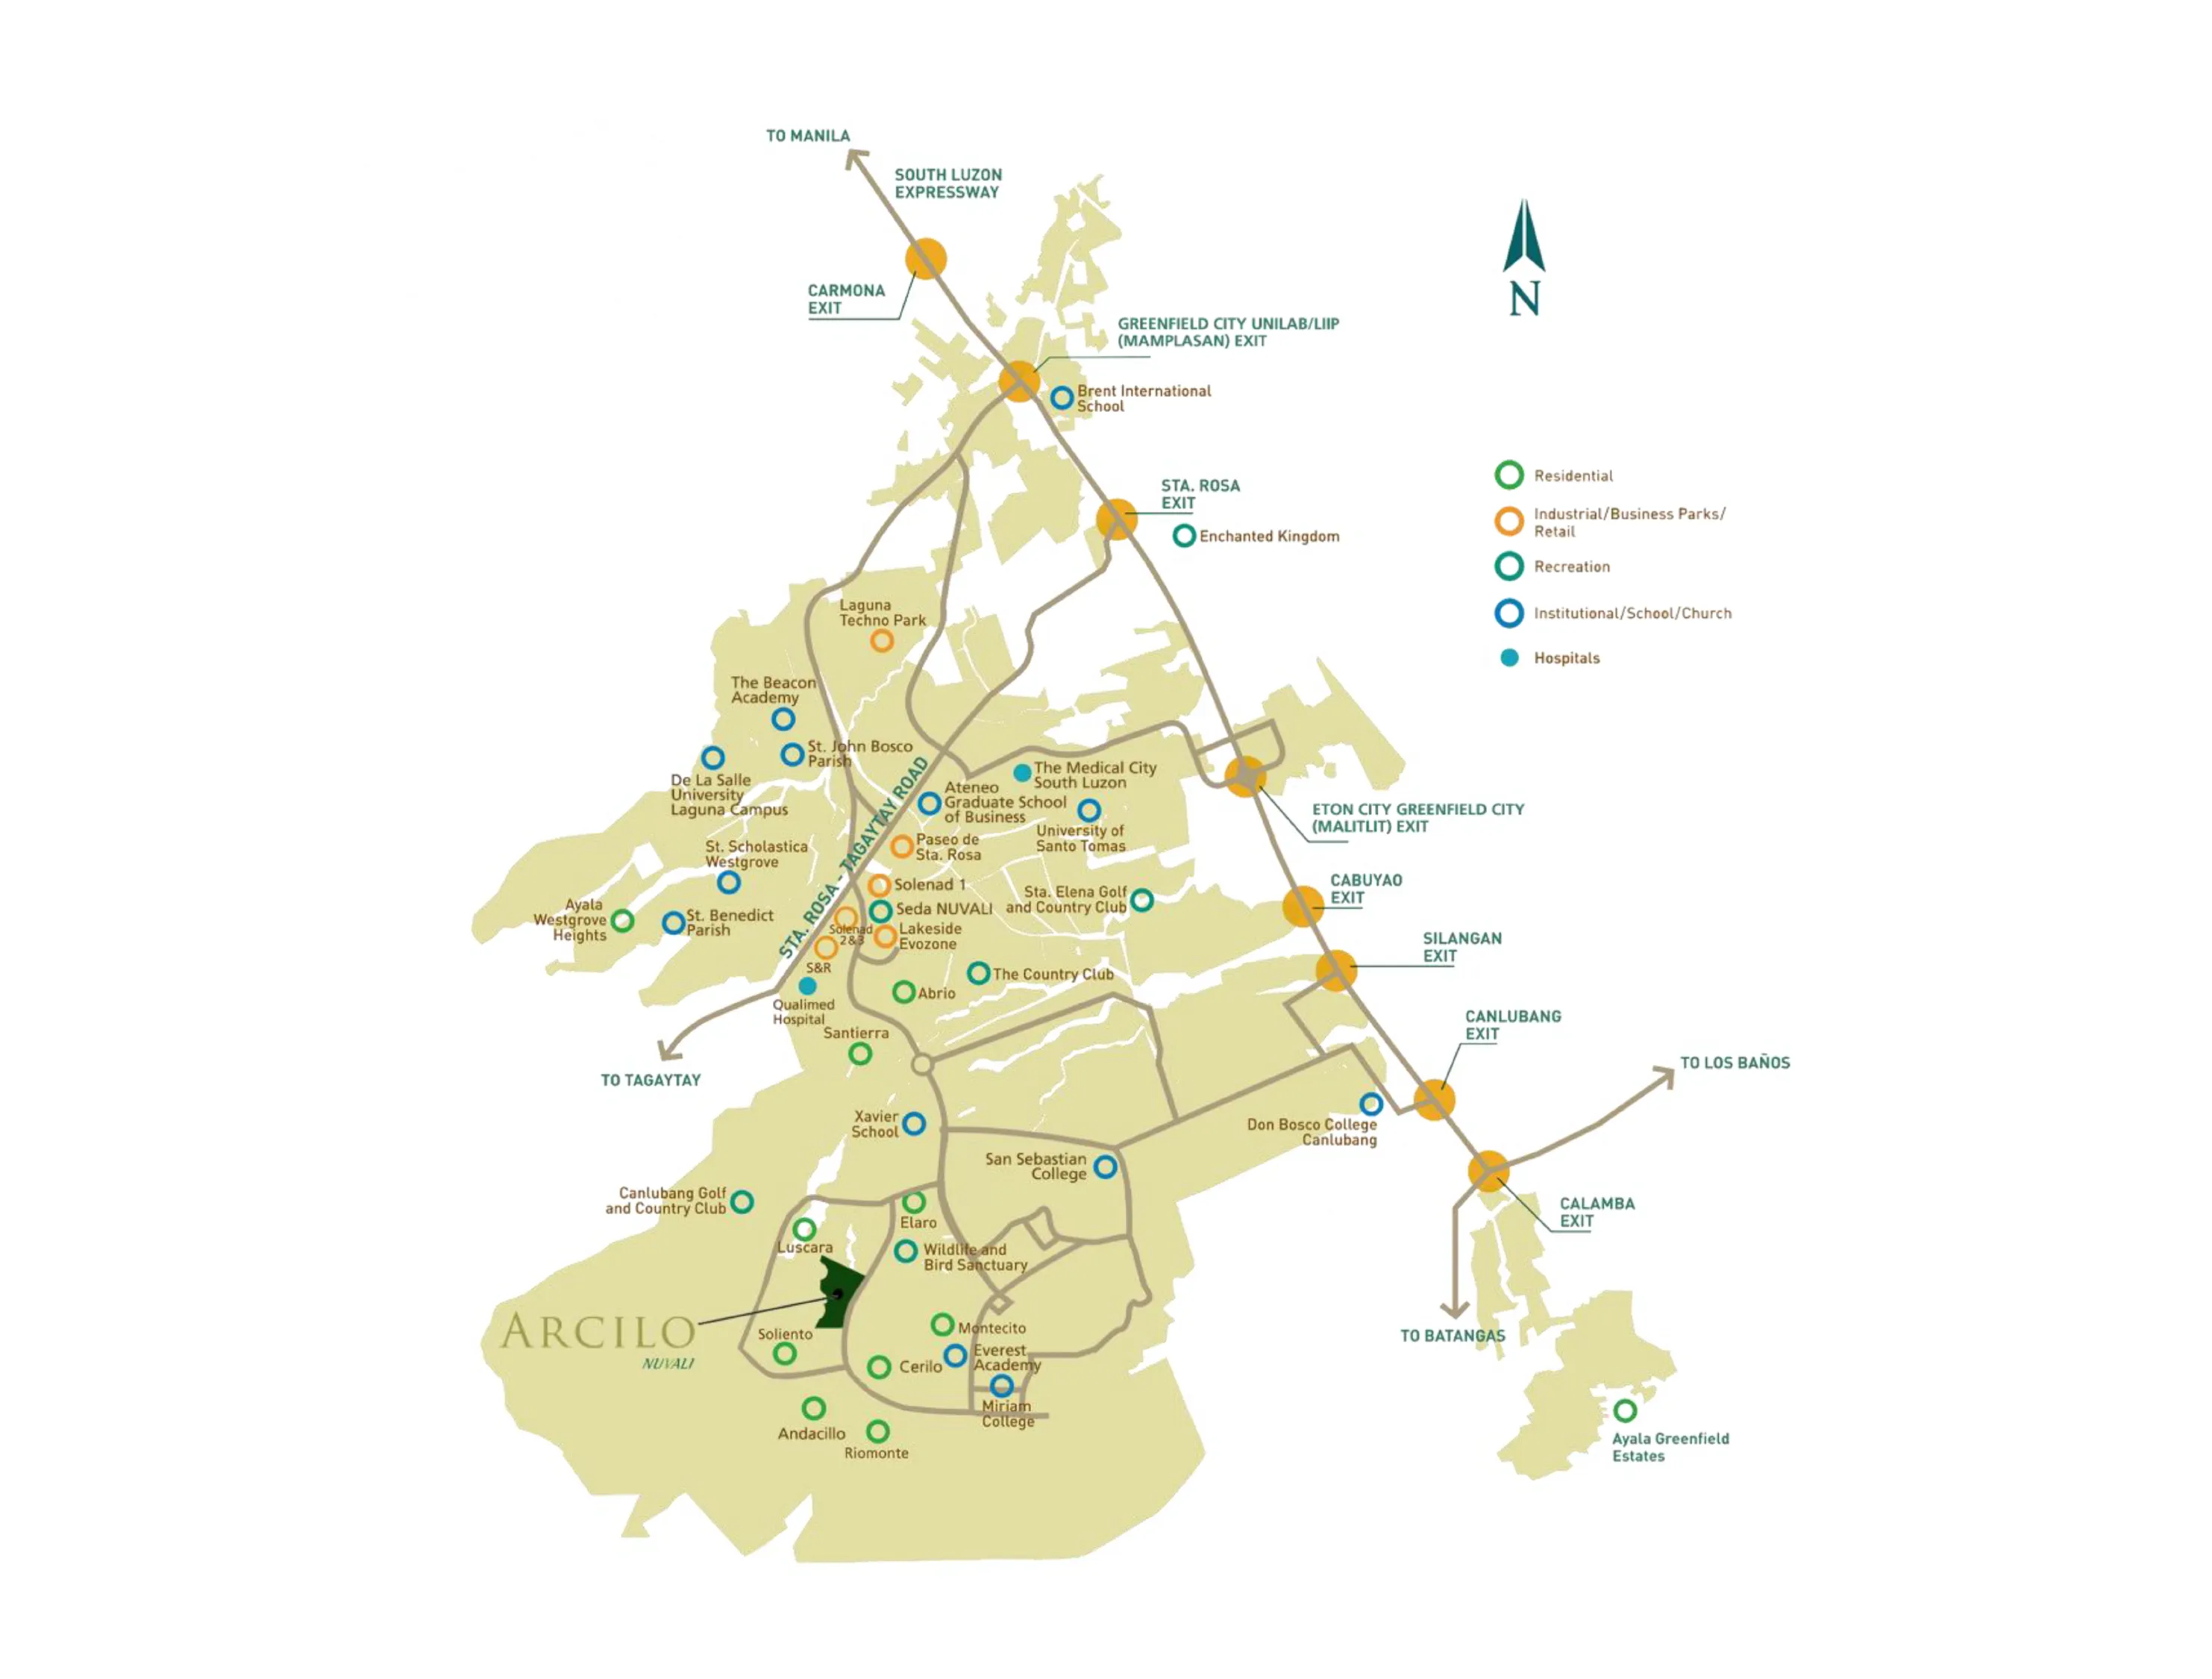 TO MANILA
SOUTH LUZON
EXPRESSWAY
CARMONA
EXIT
GREENFIELD CITY UNILAB/LIIP
(MAMPLASAN) EXIT
N
Brent International
School
STA. ROSA
EXIT
Enchanted Kingdom
Residential
Industrial/Business Parks/
Retail
Recreation
Institutional/School/Church
Hospitals
Laguna
Techno Park
The Beacon
Academy
St. John Bosco
Parish
De La Salle
University
Laguna Campus
STA. ROSA - TAGAYTAY ROAD
The Medical City
South Luzon
Ateneo
Graduate School
of Business
University of
Santo Tomas
ETON CITY GREENFIELD CITY
(MALITLIT) EXIT
Paseo de
Sta. Rosa
St. Scholastica
Westgrove
Solenad 1
Sta. Elena Golf
and Country Club
CABUYAO
EXIT
Ayala
Westgrove
Heights
St. Benedict
Parish
Seda NUVALI
Solenad
2&3
Lakeside
Evozone
SILANGAN
EXIT
S&R
The Country Club
Abrio
Qualimed
Hospital
Santierra
CANLUBANG
EXIT
TO TAGAYTAY
TO LOS BAÑOS
Xavier
School
Don Bosco College
Canlubang
San Sebastian
College
Canlubang Golf
and Country Club
Elaro
CALAMBA
EXIT
Luscara
Wildlife and
Bird Sanctuary
ARCILO
NUVALI
Soliento
Montecito
TO BATANGAS
Cerilo
Everest
Academy
Miriam
College
Andacillo
Riomonte
Ayala Greenfield
Estates